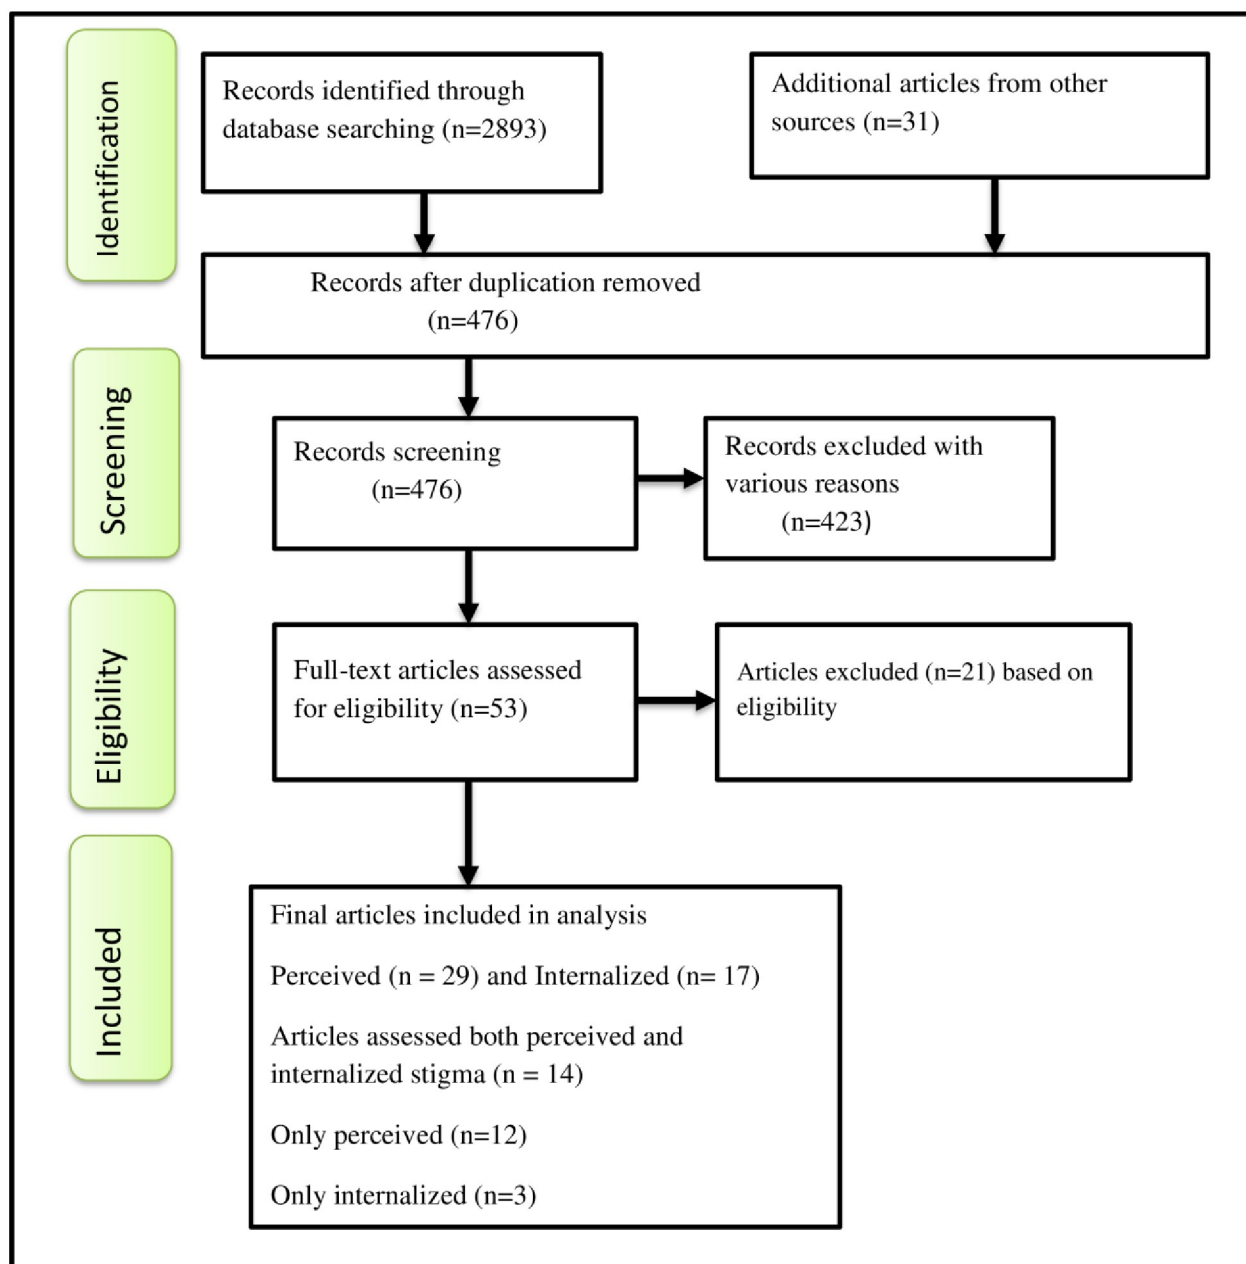 Identification
Records identified through
database searching (n=2893)
Additional articles from other
sources (n=31)
Records after duplication removed
(n=476)
Screening
Records screening
(n=476)
Records excluded with
various reasons
(n=423)
Eligibility
Full-text articles assessed
for eligibility (n=53)
Articles excluded (n=21) based on
eligibility
Included
Final articles included in analysis
Perceived (n = 29) and Internalized (n= 17)
Articles assessed both perceived and
internalized stigma (n = 14)
Only perceived (n=12)
Only internalized (n=3)